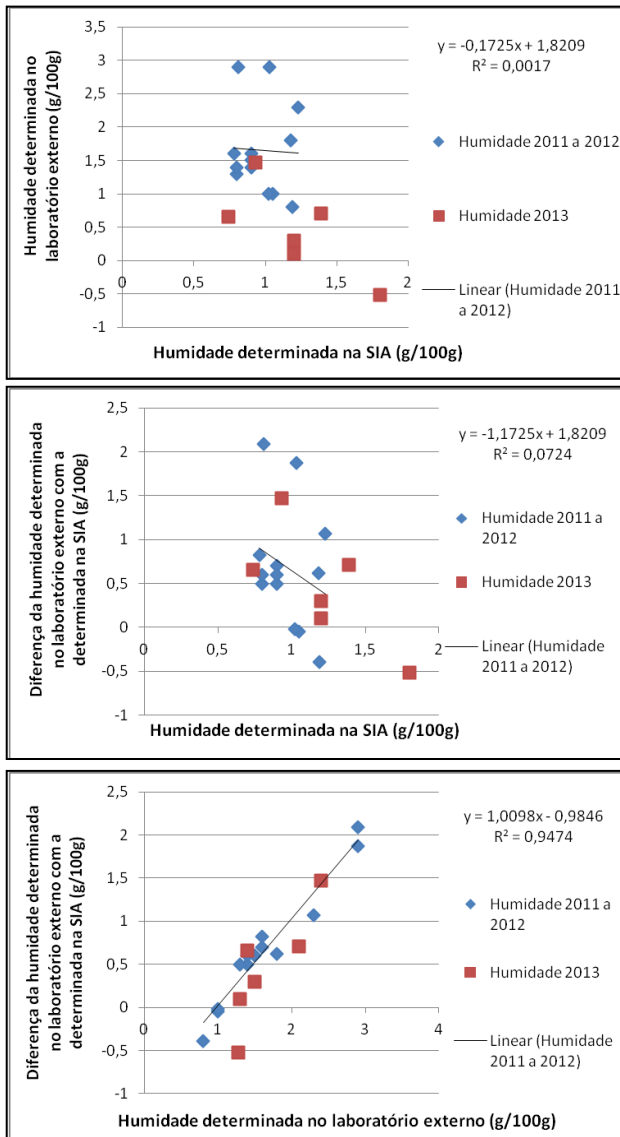 Humidade determinada no
laboratório externo (g/100g)
3,5
3
2,5
2
1,5
1
0,5
0
-0,5
-1
0
0,5
1
1,5
2
Humidade determinada na SIA (g/100g)
y = -0,1725x + 1,8209
R² = 0,0017
Humidade 2011 a 2012
Humidade 2013
Linear (Humidade 2011
a 2012)
Diferença da humidade determinada
no laboratório externo com a
determinada na SIA (g/100g)
2,5
2
1,5
1
0,5
0
-0,5
-1
0
0,5
1
1,5
2
Humidade determinada na SIA (g/100g)
y = -1,1725x + 1,8209
R² = 0,0724
Humidade 2011 a
2012
Humidade 2013
Linear (Humidade
2011 a 2012)
Diferença da humidade determinada
no laboratório externo com a
determinada na SIA (g/100g)
2,5
2
1,5
1
0,5
0
-0,5
-1
0
1
2
3
4
Humidade determinada no laboratório externo (g/100g)
y = 1,0098x - 0,9846
R² = 0,9474
Humidade 2011 a
2012
Humidade 2013
Linear (Humidade
2011 a 2012)